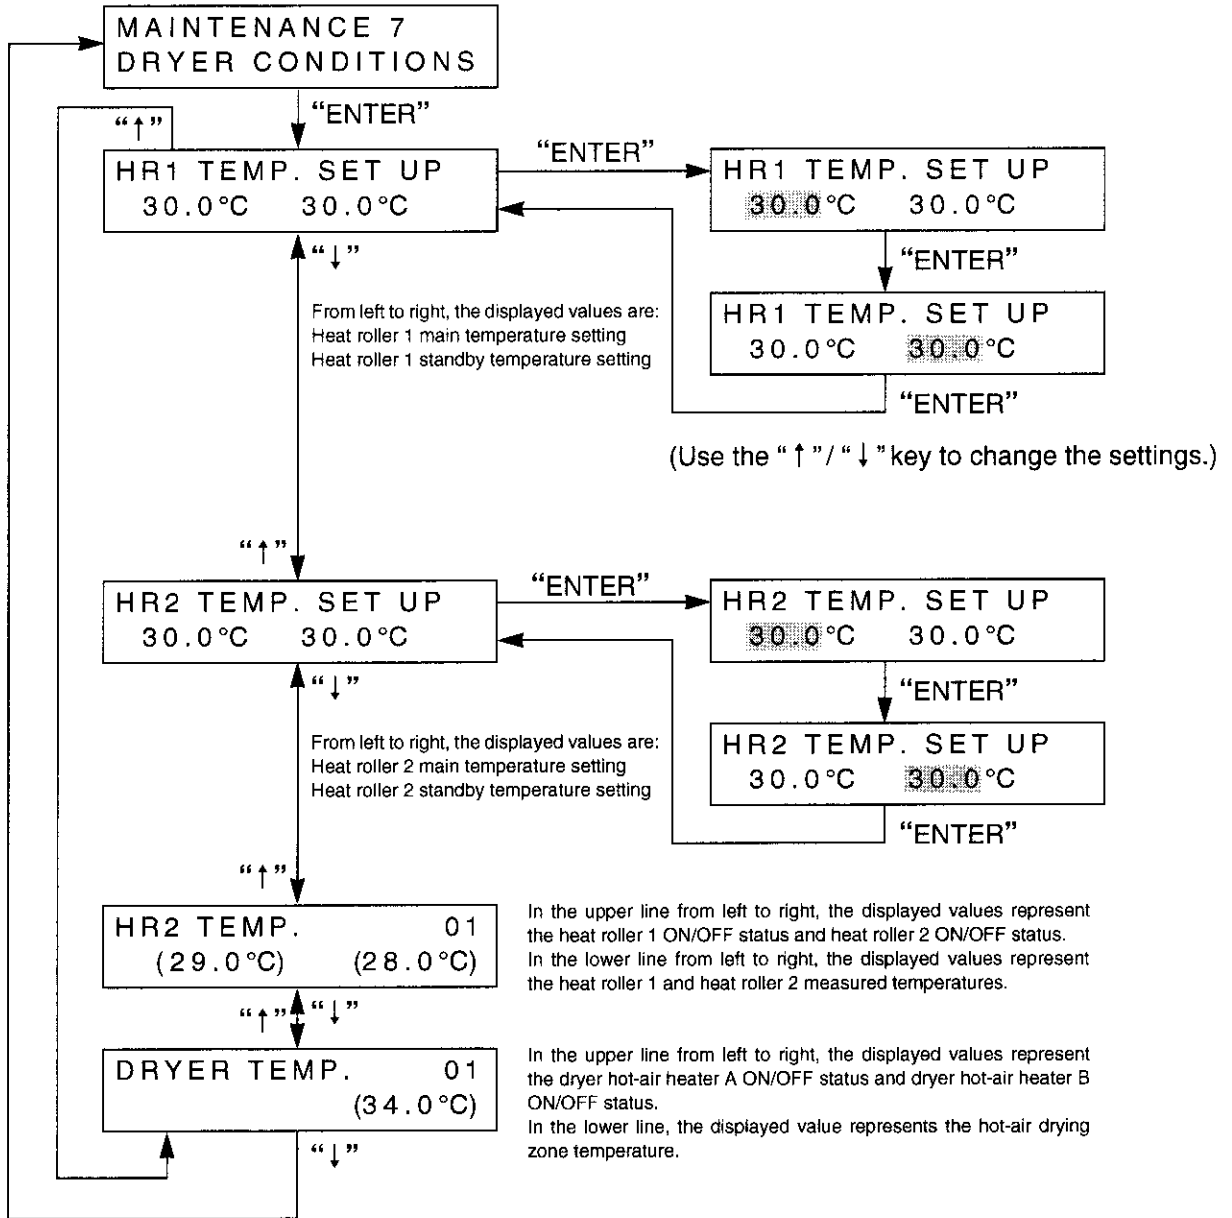 MAINTENANCE 7
DRYER CONDITIONS
“ENTER”
“↑”
HR1 TEMP. SET UP
30.0°C 30.0°C
“ENTER”
HR1 TEMP. SET UP
30.0°C 30.0°C
“ENTER”
HR1 TEMP. SET UP
30.0°C 30.0°C
“ENTER”
(Use the “↑”/“↓” key to change the settings.)
“↓”
From left to right, the displayed values are:
Heat roller 1 main temperature setting
Heat roller 1 standby temperature setting
“↑”
HR2 TEMP. SET UP
30.0°C 30.0°C
“ENTER”
HR2 TEMP. SET UP
30.0°C 30.0°C
“ENTER”
HR2 TEMP. SET UP
30.0°C 30.0°C
“ENTER”
“↓”
From left to right, the displayed values are:
Heat roller 2 main temperature setting
Heat roller 2 standby temperature setting
“↑”
HR2 TEMP. 01
(29.0°C) (28.0°C)
In the upper line from left to right, the displayed values represent
the heat roller 1 ON/OFF status and heat roller 2 ON/OFF status.
In the lower line from left to right, the displayed values represent
the heat roller 1 and heat roller 2 measured temperatures.
“↑” “↓”
DRYER TEMP. 01
(34.0°C)
In the upper line from left to right, the displayed values represent
the dryer hot-air heater A ON/OFF status and dryer hot-air heater B
ON/OFF status.
In the lower line, the displayed value represents the hot-air drying
zone temperature.
“↓”